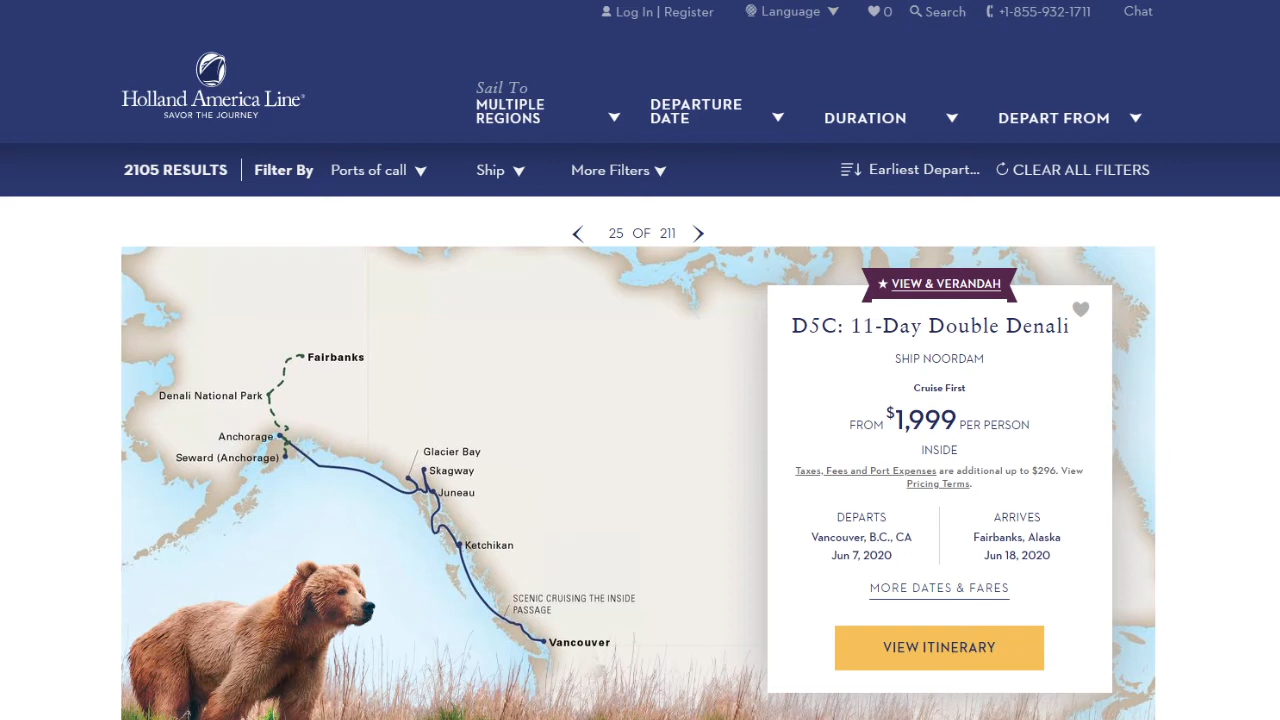 Log In | Register
Language
0
Search
+1-855-932-1711
Chat
Holland America Line®
SAVOR THE JOURNEY
Sail To
MULTIPLE
REGIONS
DEPARTURE
DATE
DURATION
DEPART FROM
2105 RESULTS
Filter By
Ports of call
Ship
More Filters
Earliest Depart...
CLEAR ALL FILTERS
25 OF 211
Fairbanks
Denali National Park
Anchorage
Seward (Anchorage)
Glacier Bay
Skagway
Juneau
Ketchikan
SCENIC CRUISING THE INSIDE
PASSAGE
Vancouver
★ VIEW & VERANDAH
D5C: 11-Day Double Denali
SHIP NOORDAM
Cruise First
FROM $1,999 PER PERSON
INSIDE
Taxes, Fees and Port Expenses are additional up to $296. View
Pricing Terms.
DEPARTS
Vancouver, B.C., CA
Jun 7, 2020
ARRIVES
Fairbanks, Alaska
Jun 18, 2020
MORE DATES & FARES
VIEW ITINERARY